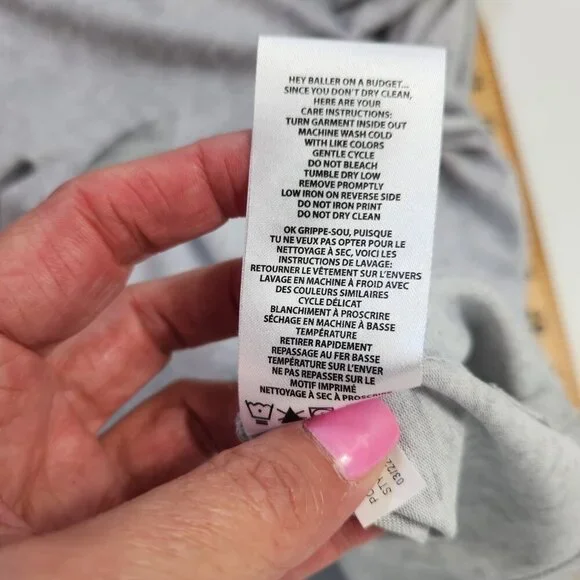 HEY BALLER ON A BUDGET...
SINCE YOU DON'T DRY CLEAN,
HERE ARE YOUR
CARE INSTRUCTIONS:
TURN GARMENT INSIDE OUT
MACHINE WASH COLD
WITH LIKE COLORS
GENTLE CYCLE
DO NOT BLEACH
TUMBLE DRY LOW
REMOVE PROMPTLY
LOW IRON ON REVERSE SIDE
DO NOT IRON PRINT
DO NOT DRY CLEAN
OK GRIPPE-SOU, PUISQUE
TU NE VEUX PAS OPTER POUR LE
NETTOYAGE À SEC, VOICI LES
INSTRUCTIONS DE LAVAGE:
RETOURNER LE VÊTEMENT SUR L'ENVERS
LAVAGE EN MACHINE À FROID AVEC
DES COULEURS SIMILAIRES
CYCLE DÉLICAT
BLANCHIMENT À PROSCRIRE
SÉCHAGE EN MACHINE À BASSE
TEMPÉRATURE
RETIRER RAPIDEMENT
REPASSAGE AU FER BASSE
TEMPÉRATURE SUR L'ENVER
NE PAS REPASSER SUR LE
MOTIF IMPRIMÉ
NETTOYAGE À SEC À PROSCR
PO
STY
03/2